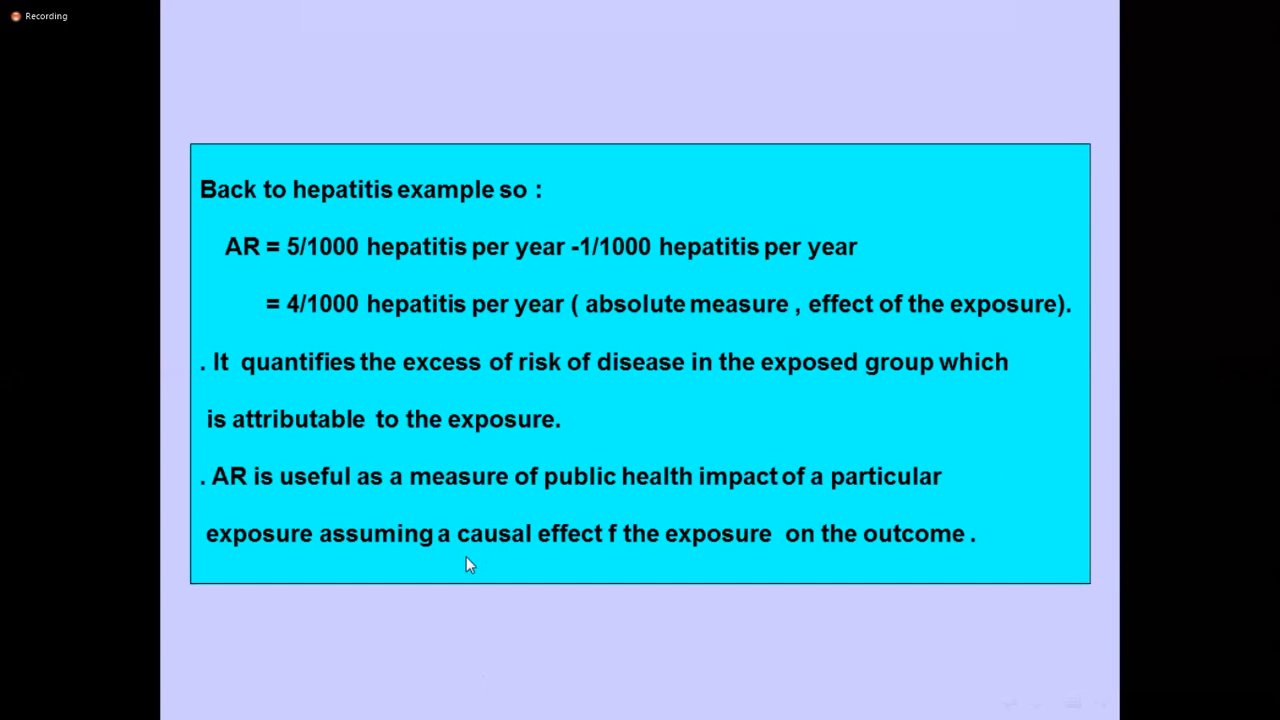 Recording
Back to hepatitis example so :
AR = 5/1000 hepatitis per year -1/1000 hepatitis per year
= 4/1000 hepatitis per year ( absolute measure , effect of the exposure).
. It quantifies the excess of risk of disease in the exposed group which
is attributable to the exposure.
. AR is useful as a measure of public health impact of a particular
exposure assuming a causal effect f the exposure on the outcome .